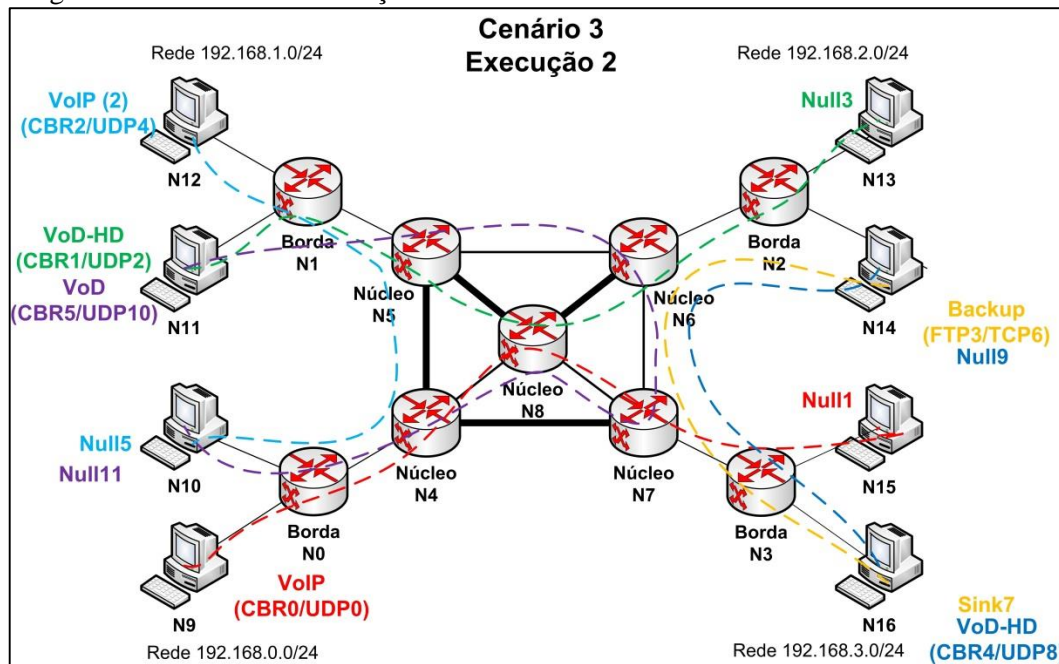 Cenário 3
Execução 2
Rede 192.168.1.0/24
Rede 192.168.2.0/24
VoIP (2)
(CBR2/UDP4)
N12
Null3
N13
Borda
N1
Borda
N2
VoD-HD
(CBR1/UDP2)
VoD
(CBR5/UDP10)
N11
Núcleo
N5
Núcleo
N6
N14
Backup
(FTP3/TCP6)
Null9
Núcleo
N8
Null5
Null11
N10
Núcleo
N4
Núcleo
N7
Null1
N15
Borda
N0
Borda
N3
N9
VoIP
(CBR0/UDP0)
N16
Sink7
VoD-HD
(CBR4/UDP8
Rede 192.168.0.0/24
Rede 192.168.3.0/24